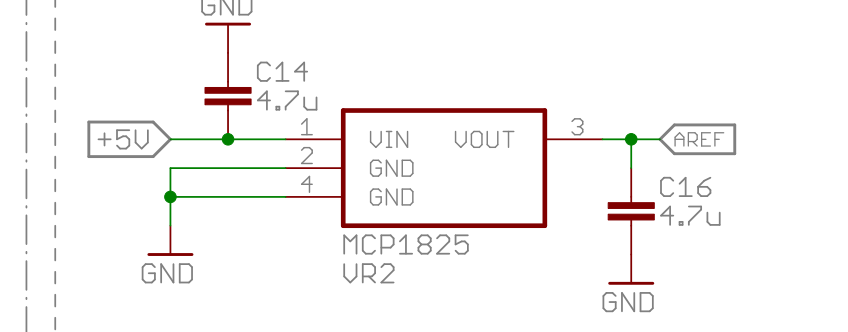 GND
C14
4.7u
+5V
1
VIN
VOUT
3
AREF
2
GND
4
GND
C16
4.7u
MCP1825
VR2
GND
GND